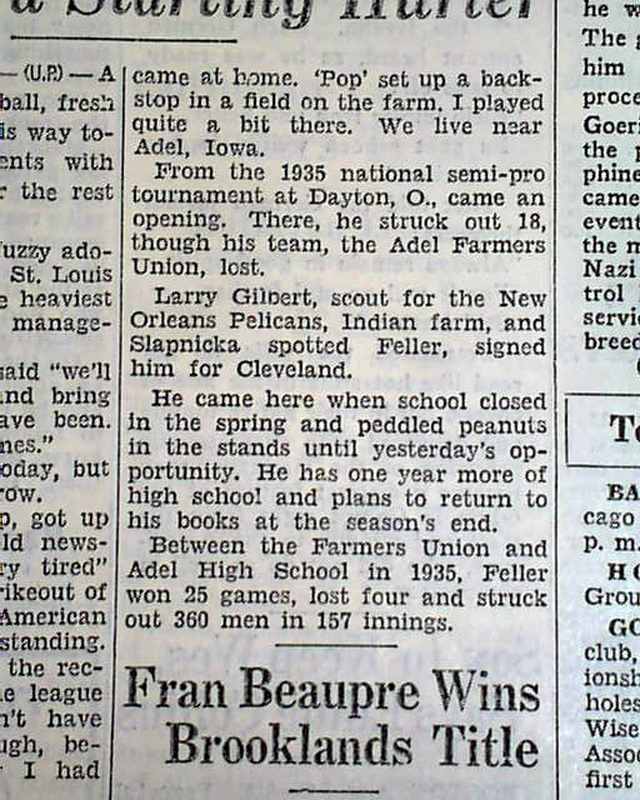 a Startling Hurler
— (U.P.) — A
ball, fresh
is way to-
ents with
r the rest
fuzzy ado-
St. Louis
e heaviest
manage-
said "we'll
and bring
ave been.
nes."
oday, but
row.
p, got up
ld news-
ry tired"
rikeout of
American
standing.
the rec-
le league
n't have
ugh, be-
I had
came at home. 'Pop' set up a back-
stop in a field on the farm. I played
quite a bit there. We live near
Adel, Iowa.
From the 1935 national semi-pro
tournament at Dayton, O., came an
opening. There, he struck out 18,
though his team, the Adel Farmers
Union, lost.
Larry Gilbert, scout for the New
Orleans Pelicans, Indian farm, and
Slapnicka spotted Feller, signed
him for Cleveland.
He came here when school closed
in the spring and peddled peanuts
in the stands until yesterday's op-
portunity. He has one year more of
high school and plans to return to
his books at the season's end.
Between the Farmers Union and
Adel High School in 1935, Feller
won 25 games, lost four and struck
out 360 men in 157 innings.
Fran Beaupre Wins
Brooklands Title
he w
The
him
proce
Goeri
the p
phine
came
event
the m
Nazi
trol
servi
breed
To
BA
cago
p. m.
HO
Grou
GO
club,
ionsh
holes
Wise
Asso
first